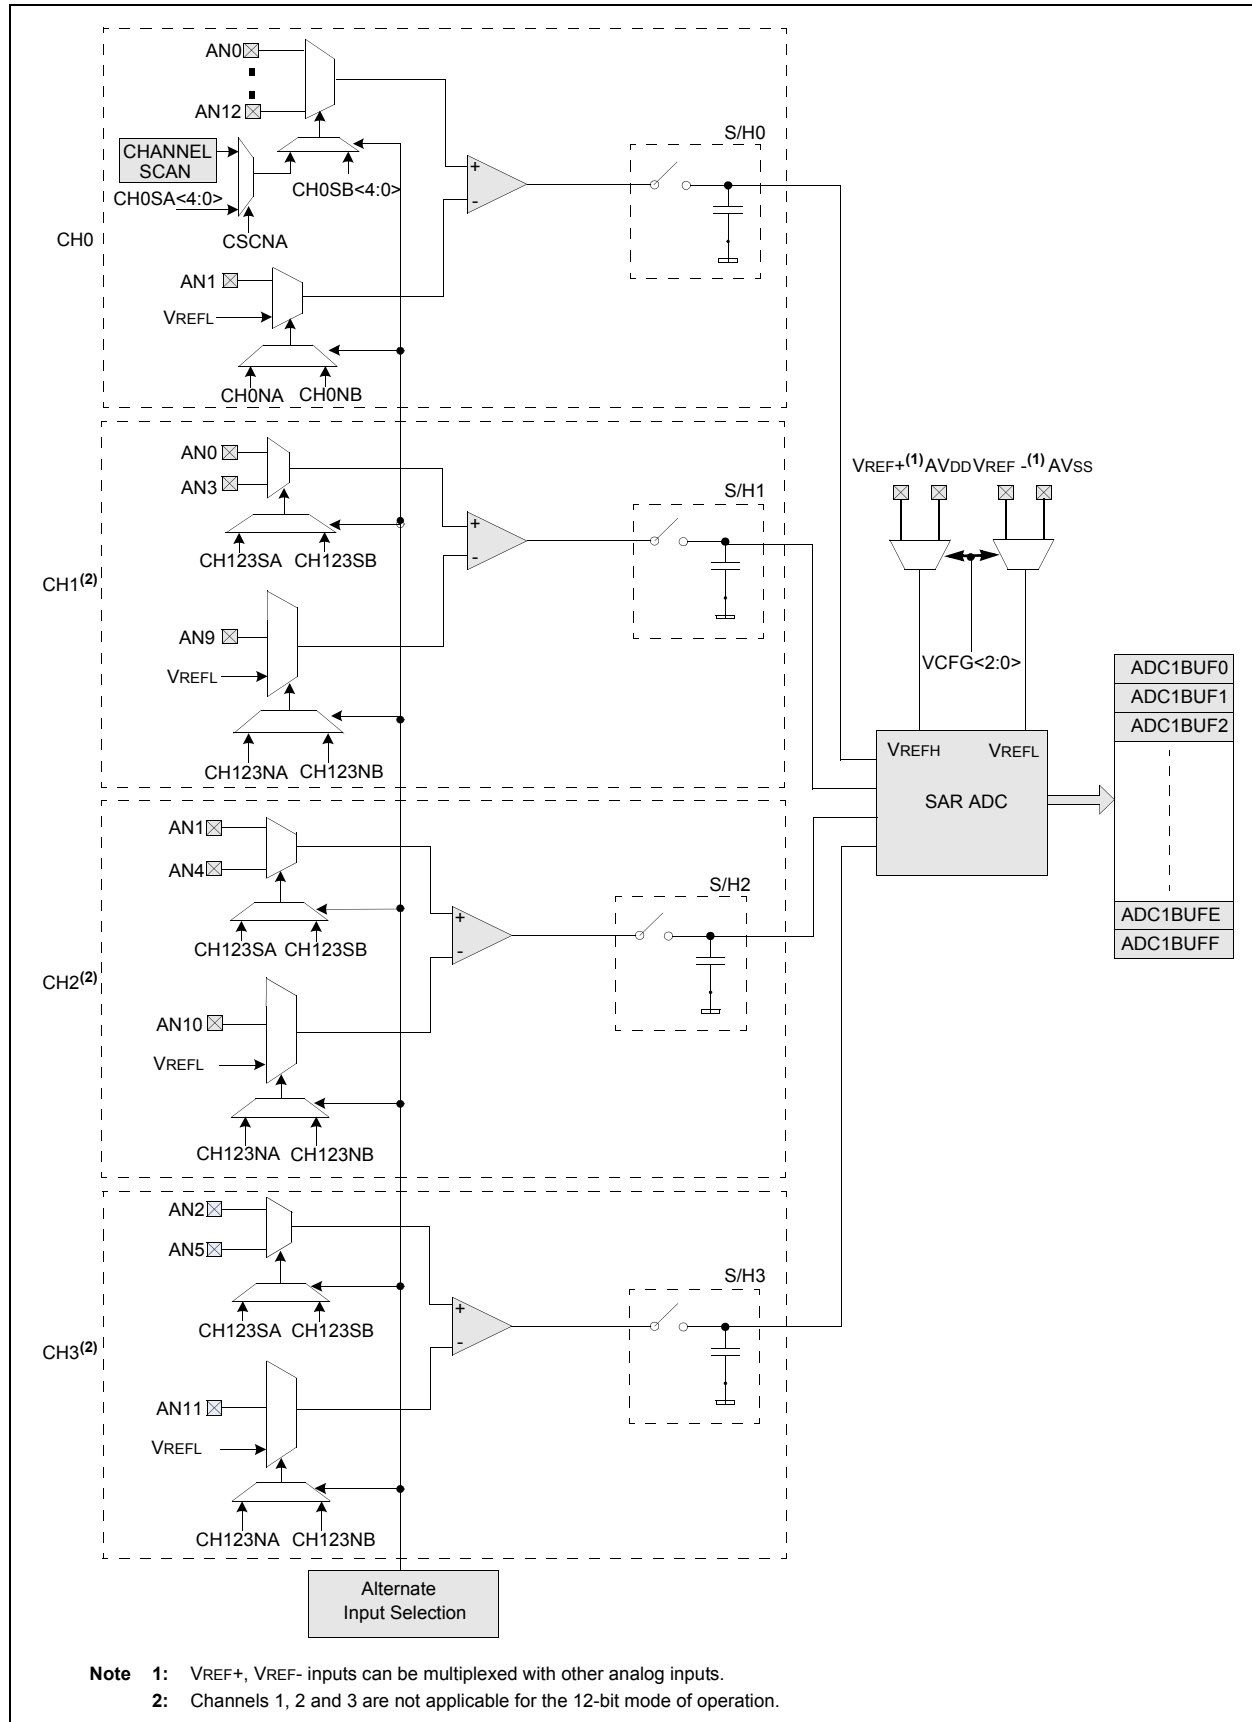 AN0
AN12
CHANNEL
SCAN
CH0SA<4:0>
CH0SB<4:0>
CSCNA
CH0
AN1
VREFL
CH0NA CH0NB
+
-
S/H0
AN0
AN3
CH123SA CH123SB
CH1(2)
AN9
VREFL
CH123NA CH123NB
+
-
S/H1
VREF+(1) AVDD VREF -(1) AVSS
VCFG<2:0>
VREFH VREFL
SAR ADC
ADC1BUF0
ADC1BUF1
ADC1BUF2
ADC1BUFE
ADC1BUFF
AN1
AN4
CH123SA CH123SB
CH2(2)
AN10
VREFL
CH123NA CH123NB
+
-
S/H2
AN2
AN5
CH123SA CH123SB
CH3(2)
AN11
VREFL
CH123NA CH123NB
+
-
S/H3
Alternate
Input Selection
Note 1: VREF+, VREF- inputs can be multiplexed with other analog inputs.
2: Channels 1, 2 and 3 are not applicable for the 12-bit mode of operation.